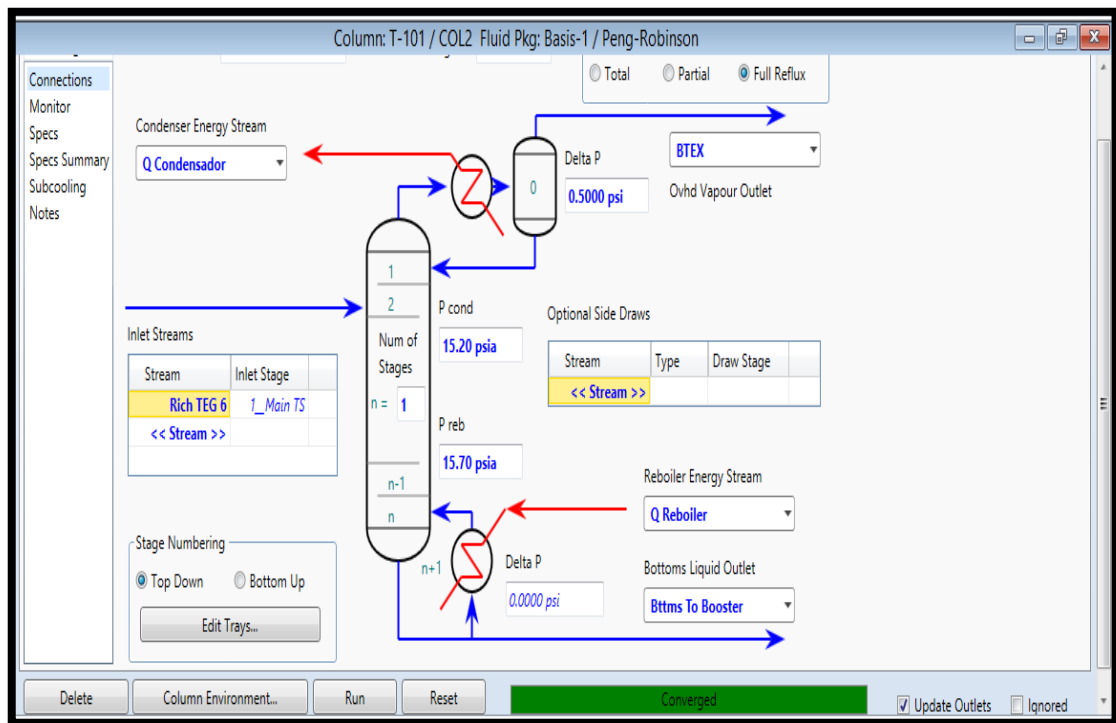 Column: T-101 / COL2 Fluid Pkg: Basis-1 / Peng-Robinson
Connections
Monitor
Specs
Specs Summary
Subcooling
Notes
Total
Partial
Full Reflux
Condenser Energy Stream
Q Condensador
0
Delta P
0.5000 psi
BTEX
Ovhd Vapour Outlet
1
2
Num of
Stages
n = 1
n-1
n
n+1
P cond
15.20 psia
P reb
15.70 psia
Inlet Streams
Stream Inlet Stage
Rich TEG 6 1_Main TS
<< Stream >>
Optional Side Draws
Stream Type Draw Stage
<< Stream >>
Reboiler Energy Stream
Q Reboiler
Stage Numbering
Top Down Bottom Up
Edit Trays...
Delta P
0.0000 psi
Bottoms Liquid Outlet
Bttms To Booster
Delete
Column Environment...
Run
Reset
Converged
Update Outlets
Ignored